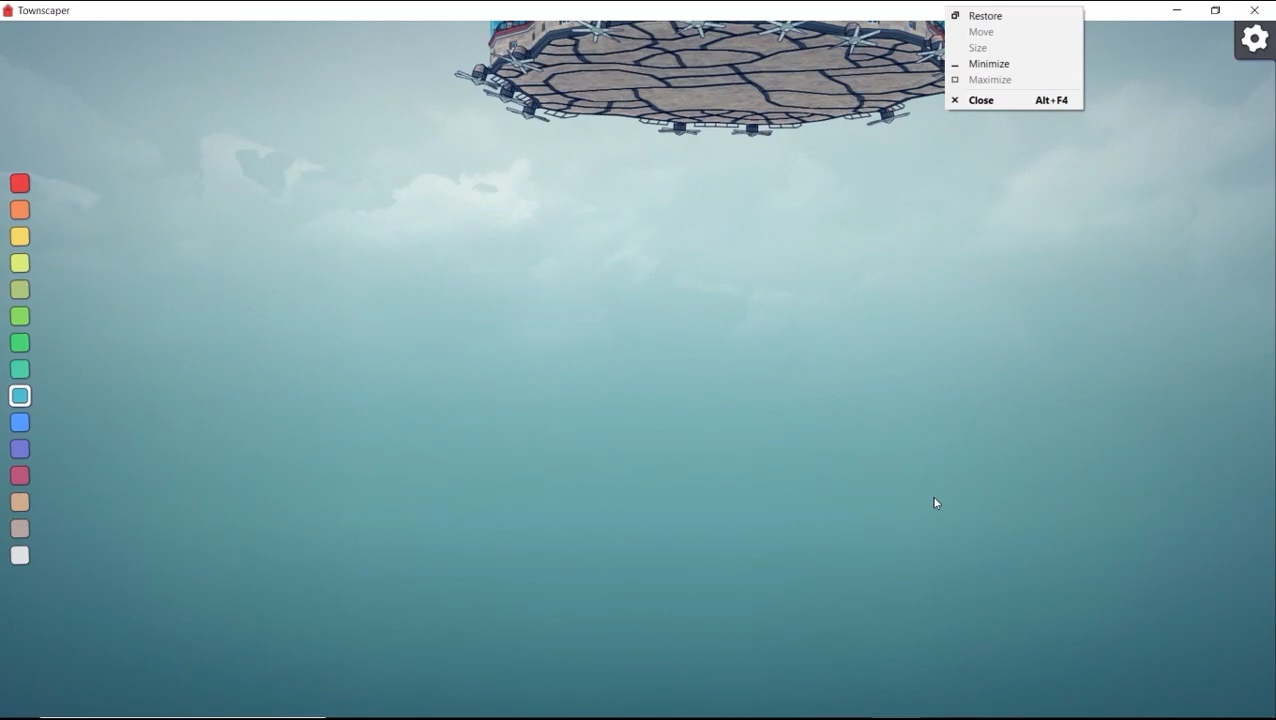 Townscaper
Restore
Move
Size
Minimize
Maximize
Close Alt+F4